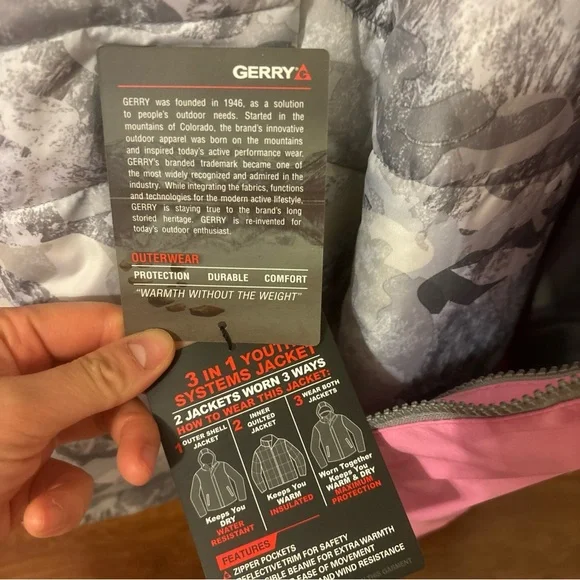 GERRY
GERRY was founded in 1946, as a solution
to people's outdoor needs. Started in the
mountains of Colorado, the brand's innovative
outdoor apparel was born on the mountains
and inspired today's active performance wear.
GERRY's branded trademark became one of
the most widely recognized and admired in the
industry. While integrating the fabrics, functions
and technologies for the modern active lifestyle,
GERRY is staying true to the brand's long
storied heritage. GERRY is re-invented for
today's outdoor enthusiast.
OUTERWEAR
PROTECTION DURABLE COMFORT
"WARMTH WITHOUT THE WEIGHT"
3 IN 1 YOUTH
SYSTEMS JACKET
2 JACKETS WORN 3 WAYS
HOW TO WEAR THIS JACKET:
1 OUTER SHELL
JACKET
Keeps You
DRY
WATER
RESISTANT
2 INNER
QUILTED
JACKET
Keeps You
WARM
INSULATED
3 WEAR BOTH
JACKETS
Worn Together
Keeps You
WARM & DRY
MAXIMUM
PROTECTION
FEATURES
ZIPPER POCKETS
REFLECTIVE TRIM FOR SAFETY
BEANIE FOR EXTRA WARMTH
EASE OF MOVEMENT
AND WIND RESISTANCE
GARMENT